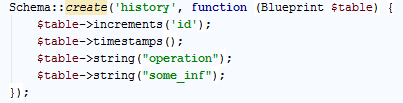 Schema::create('history', function (Blueprint $table) {
    $table->increments('id');
    $table->timestamps();
    $table->string("operation");
    $table->string("some_inf");
});